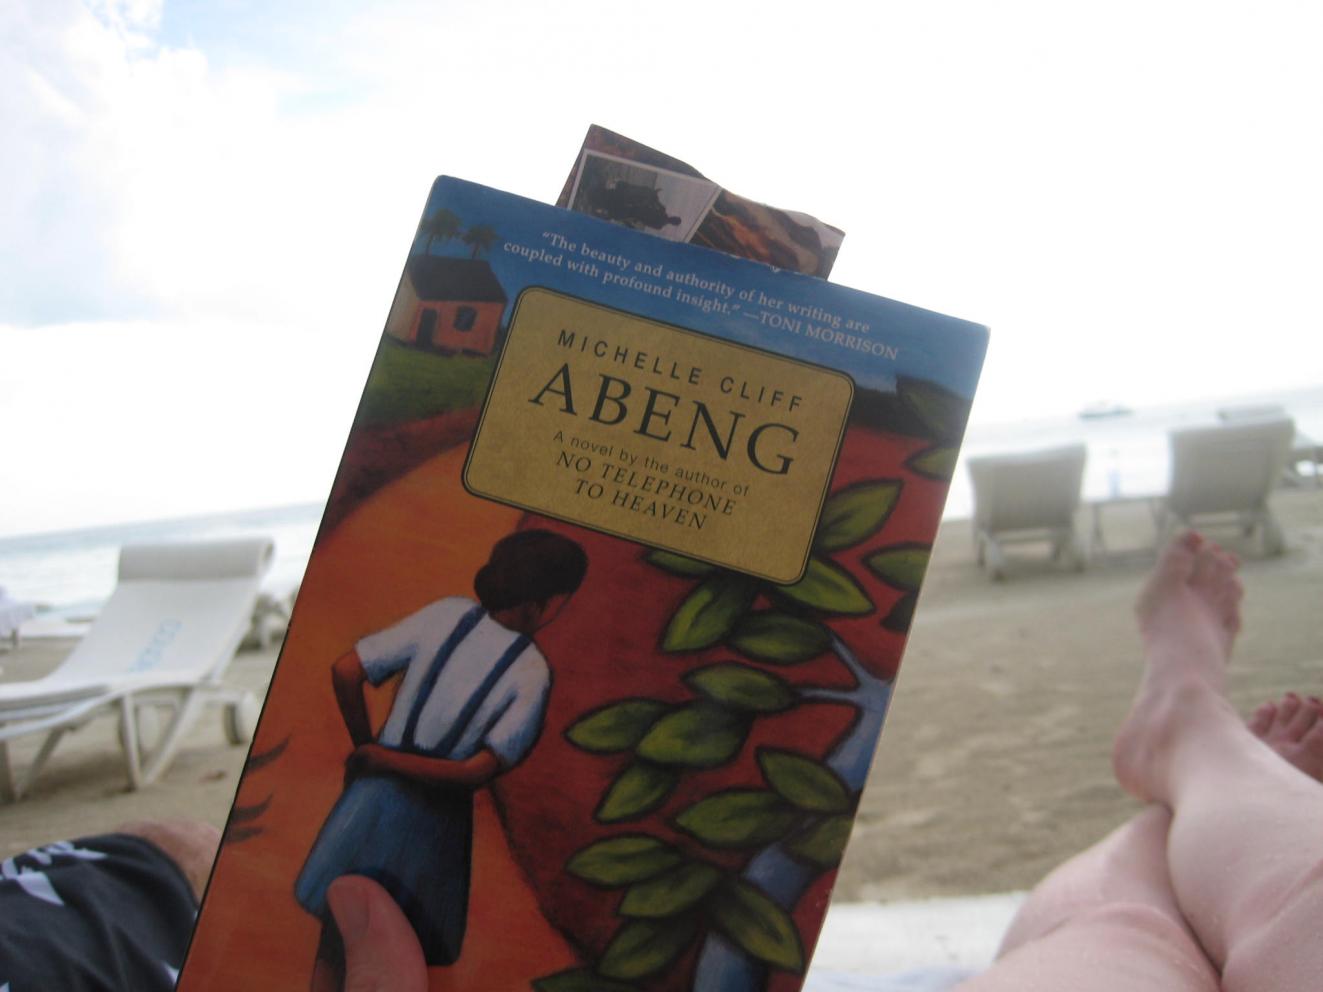 "The beauty and authority of her writing are
coupled with profound insight." —TONI MORRISON
MICHELLE CLIFF
ABENG
A novel by the author of
NO TELEPHONE
TO HEAVEN